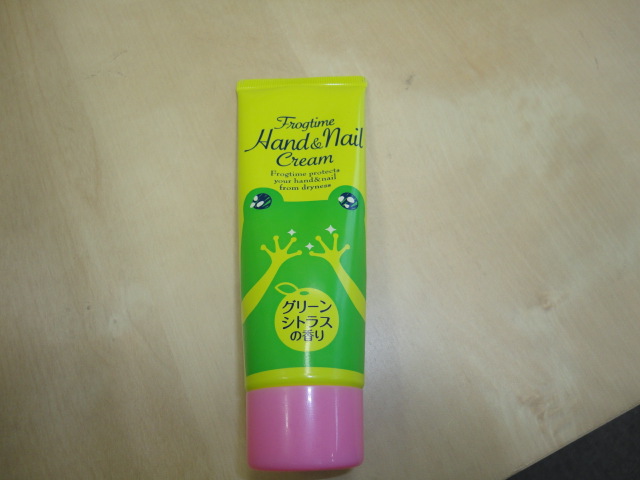 Frogtime
Hand & Nail
Cream
Frogtime protects
your hand & nail
from dryness
グリーン
シトラス
の香り